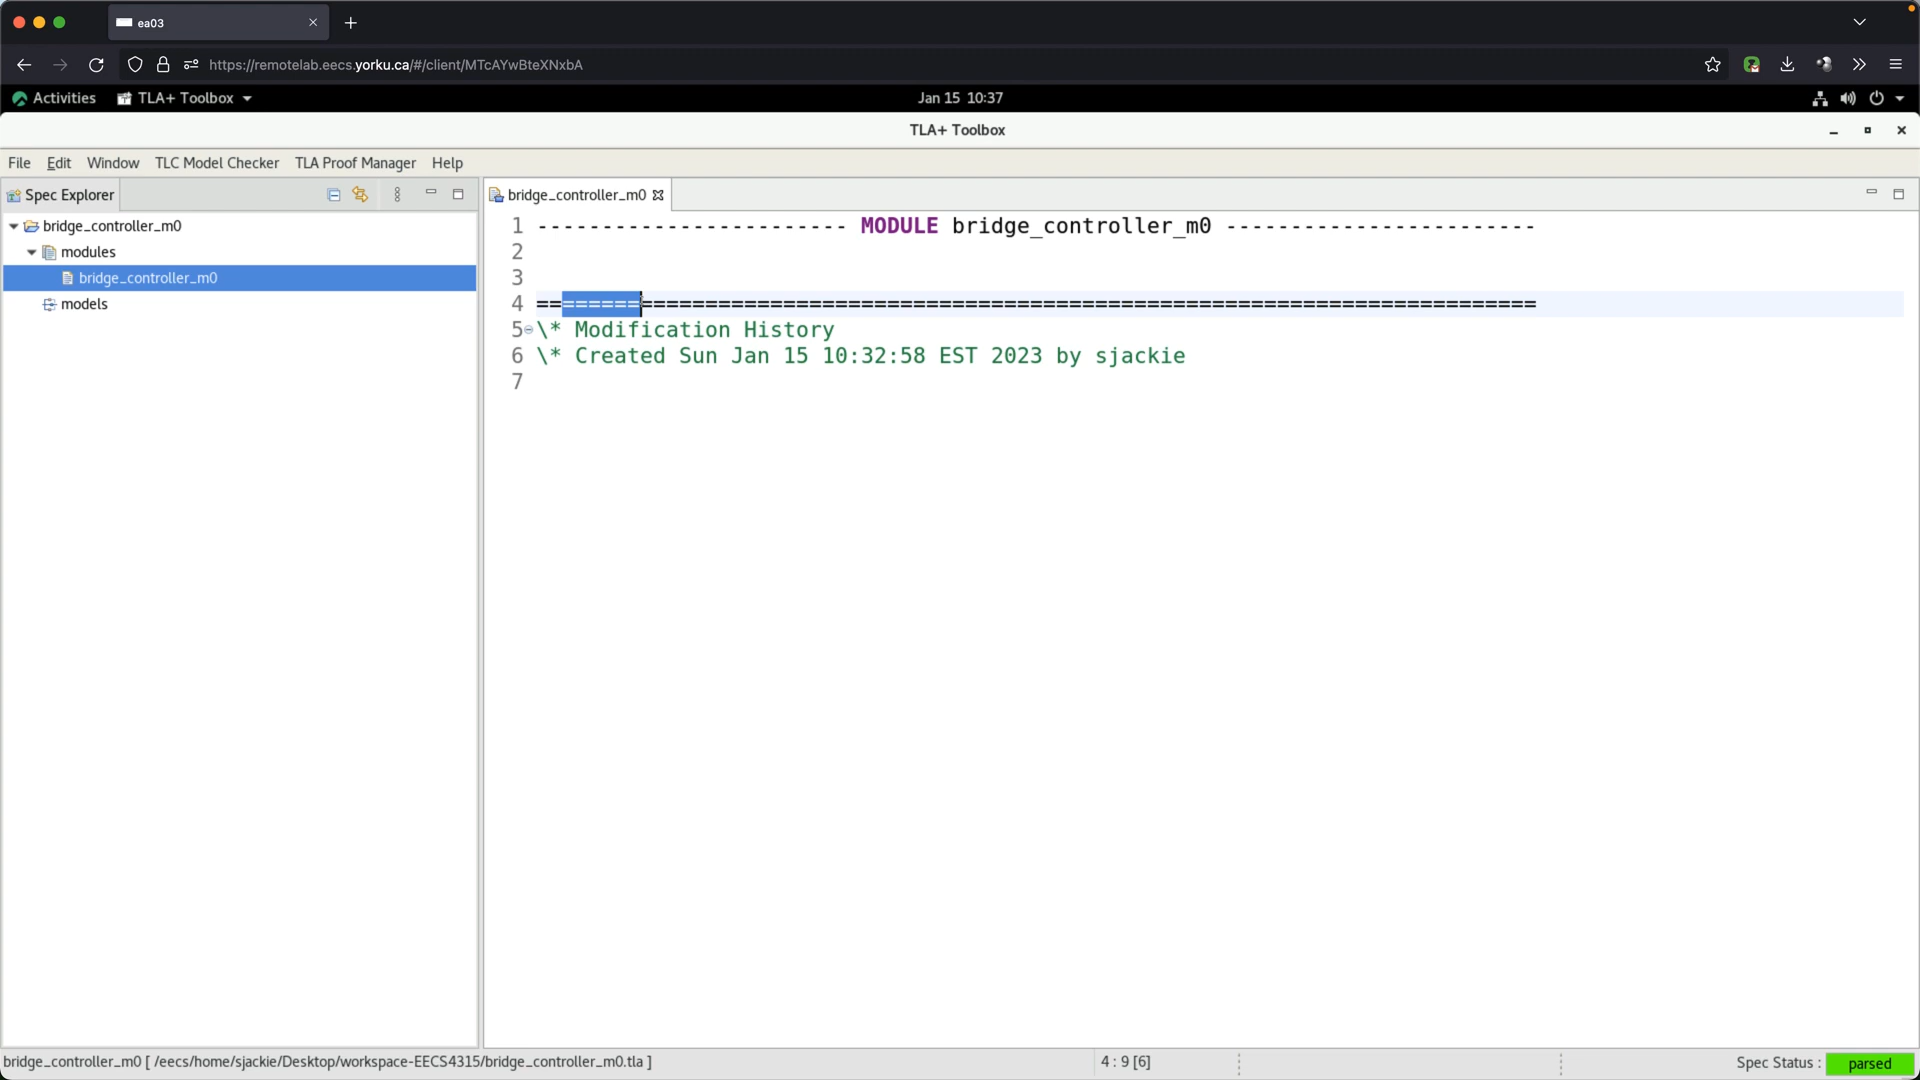 ea03
https://remotelab.eecs.yorku.ca/#/client/MTcAYwBteXNxbA
Activities TLA+ Toolbox Jan 15 10:37
TLA+ Toolbox
File Edit Window TLC Model Checker TLA Proof Manager Help
Spec Explorer
bridge_controller_m0
modules
bridge_controller_m0
models
bridge_controller_m0
1 ------------------------ MODULE bridge_controller_m0 ------------------------
2
3
4 =============================================================================
5 \* Modification History
6 \* Created Sun Jan 15 10:32:58 EST 2023 by sjackie
7
bridge_controller_m0 [ /eecs/home/sjackie/Desktop/workspace-EECS4315/bridge_controller_m0.tla ] 4 : 9 [6] Spec Status : parsed